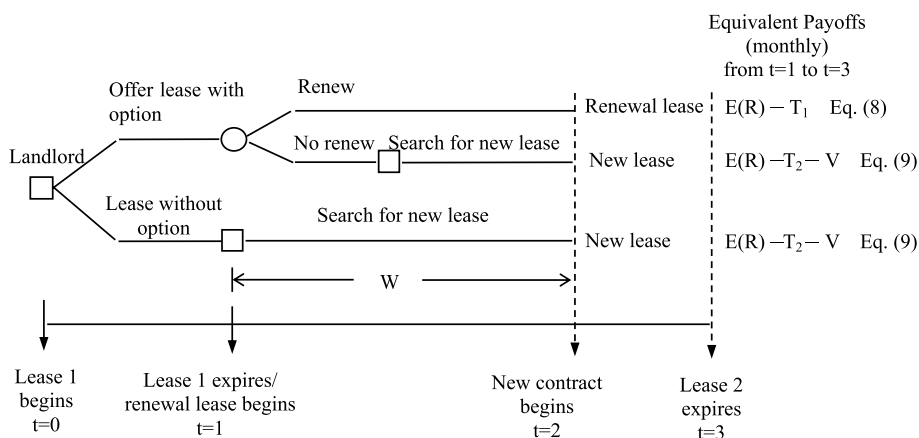 Equivalent Payoffs
(monthly)
from t=1 to t=3
Offer lease with
option
Renew
Renewal lease
E(R) − T₁ Eq. (8)
Landlord
No renew
Search for new lease
New lease
E(R) −T₂− V Eq. (9)
Lease without
option
Search for new lease
New lease
E(R) −T₂− V Eq. (9)
W
Lease 1
begins
t=0
Lease 1 expires/
renewal lease begins
t=1
New contract
begins
t=2
Lease 2
expires
t=3